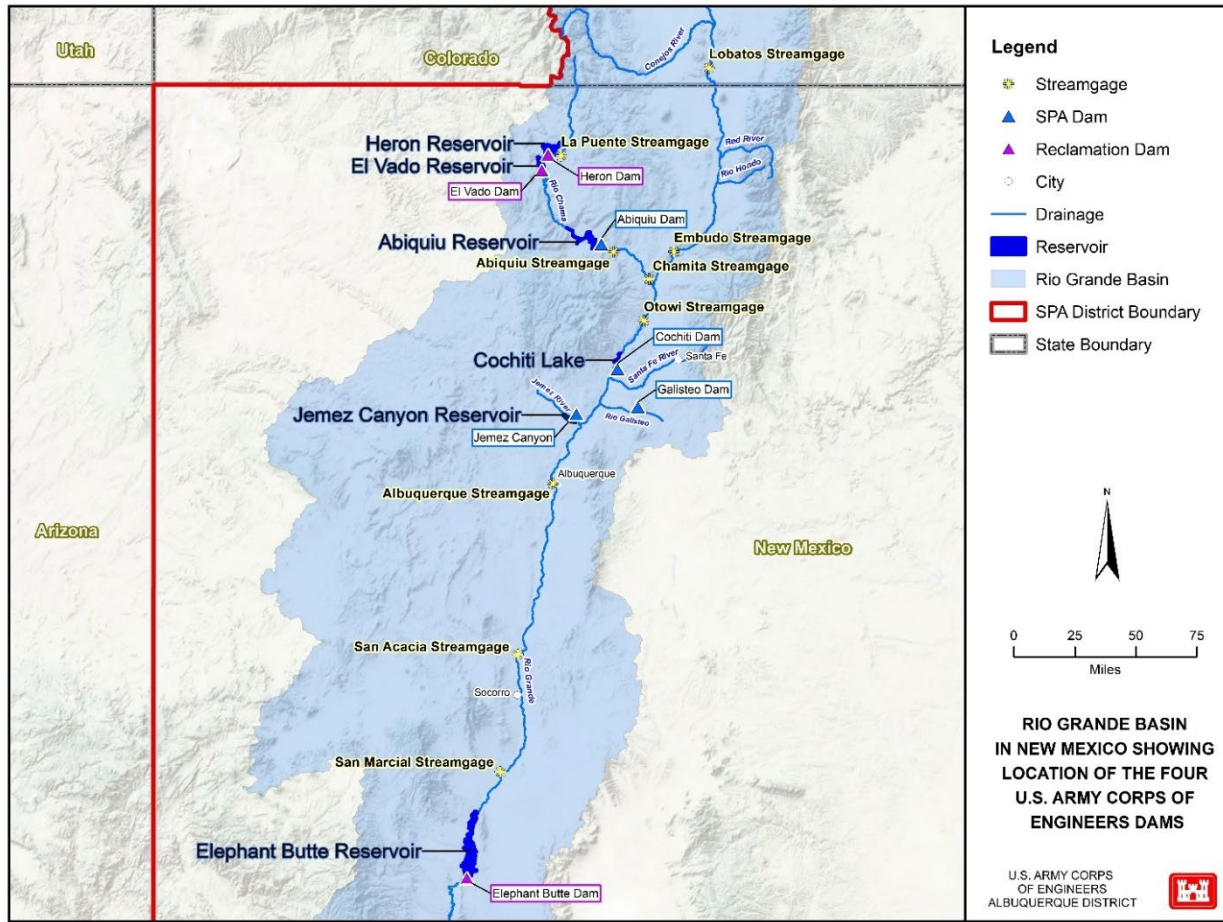 Utah
Colorado
Conejos River
Lobatos Streamgage
Heron Reservoir
La Puente Streamgage
El Vado Reservoir
Heron Dam
El Vado Dam
Red River
Rio Hondo
Rio Chama
Abiquiu Dam
Abiquiu Reservoir
Embudo Streamgage
Abiquiu Streamgage
Chamita Streamgage
Otowi Streamgage
Cochiti Lake
Cochiti Dam
Santa Fe River
Santa Fe
Jemez River
Galisteo Dam
Jemez Canyon Reservoir
Rio Galisteo
Jemez Canyon
Albuquerque
Albuquerque Streamgage
Arizona
New Mexico
San Acacia Streamgage
Rio Grande
Socorro
San Marcial Streamgage
Elephant Butte Reservoir
Elephant Butte Dam
Legend
Streamgage
SPA Dam
Reclamation Dam
City
Drainage
Reservoir
Rio Grande Basin
SPA District Boundary
State Boundary
N
0 25 50 75
Miles
RIO GRANDE BASIN
IN NEW MEXICO SHOWING
LOCATION OF THE FOUR
U.S. ARMY CORPS OF
ENGINEERS DAMS
U.S. ARMY CORPS
OF ENGINEERS
ALBUQUERQUE DISTRICT